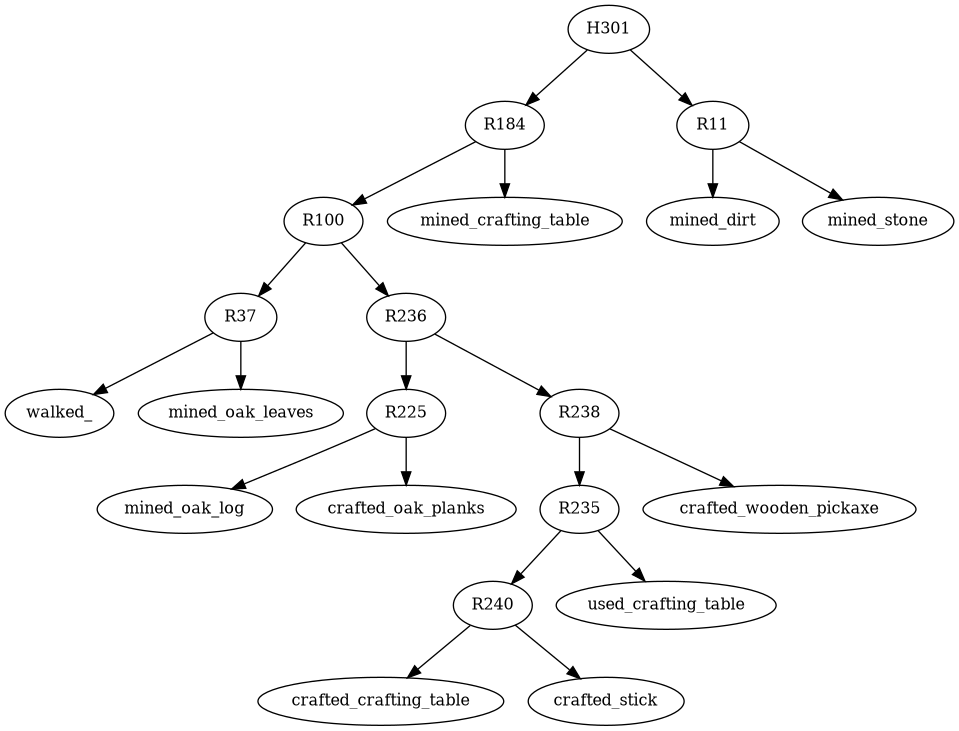 H301
R184
R11
R100
mined_crafting_table
mined_dirt
mined_stone
R37
R236
walked_
mined_oak_leaves
R225
R238
mined_oak_log
crafted_oak_planks
R235
crafted_wooden_pickaxe
R240
used_crafting_table
crafted_crafting_table
crafted_stick